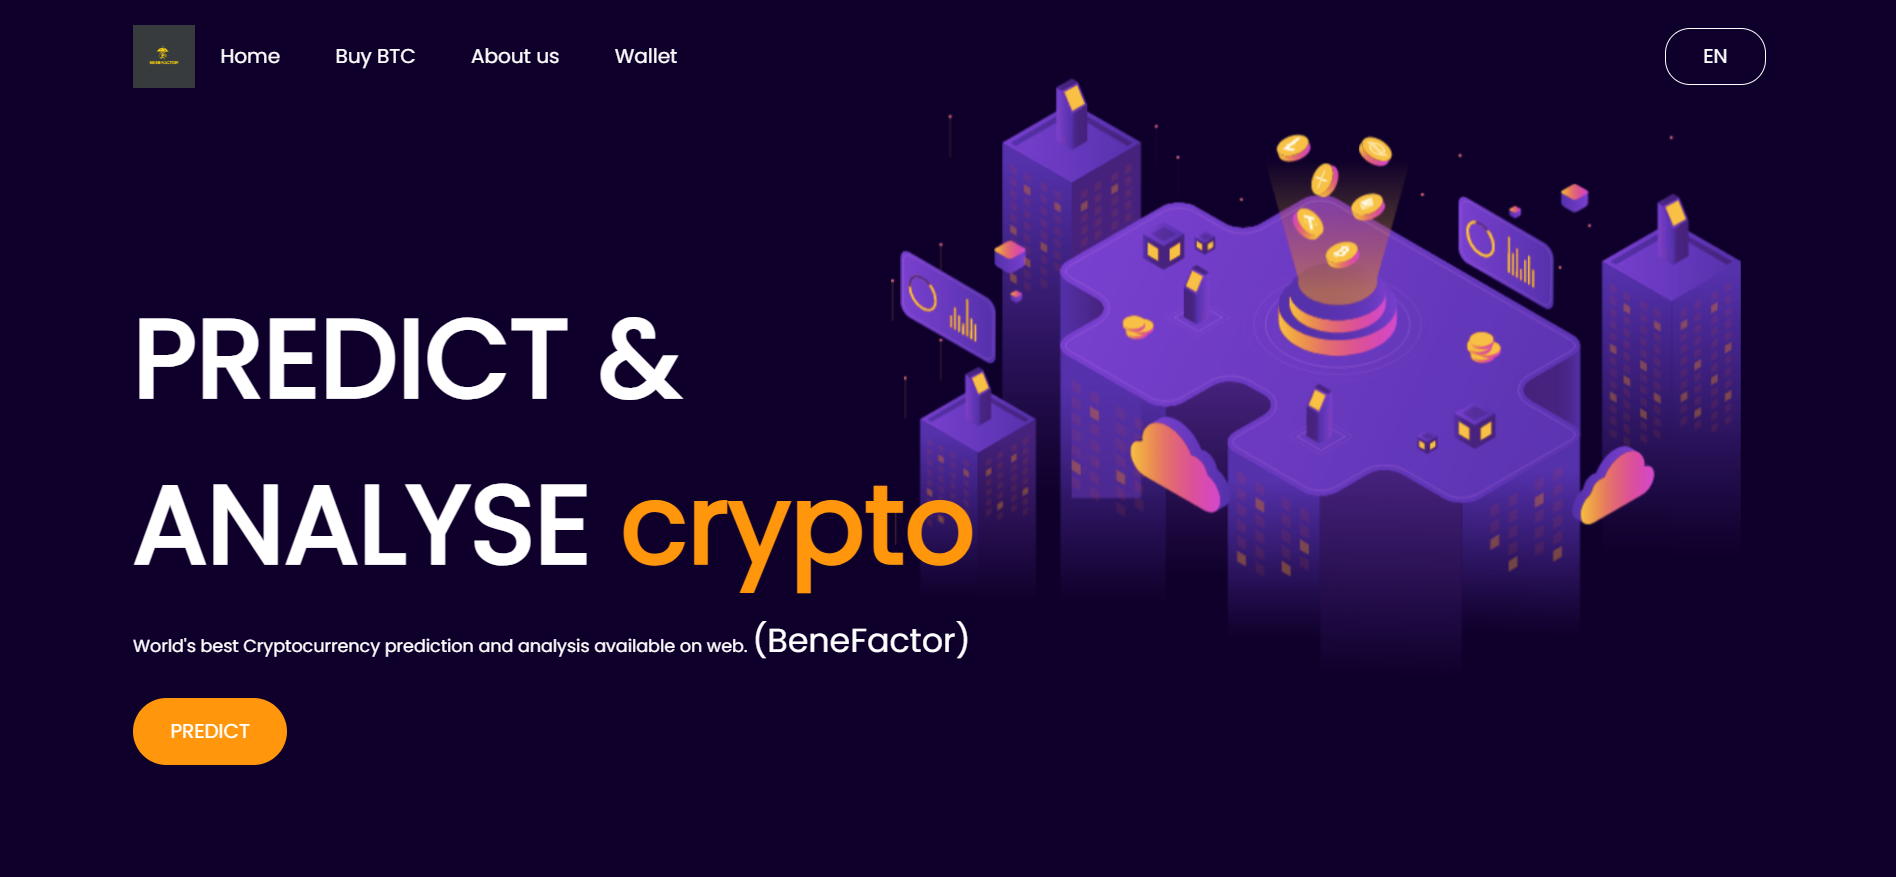 BENEFACTOR
Home
Buy BTC
About us
Wallet
EN
PREDICT &
ANALYSE crypto
World's best Cryptocurrency prediction and analysis available on web. (BeneFactor)
PREDICT